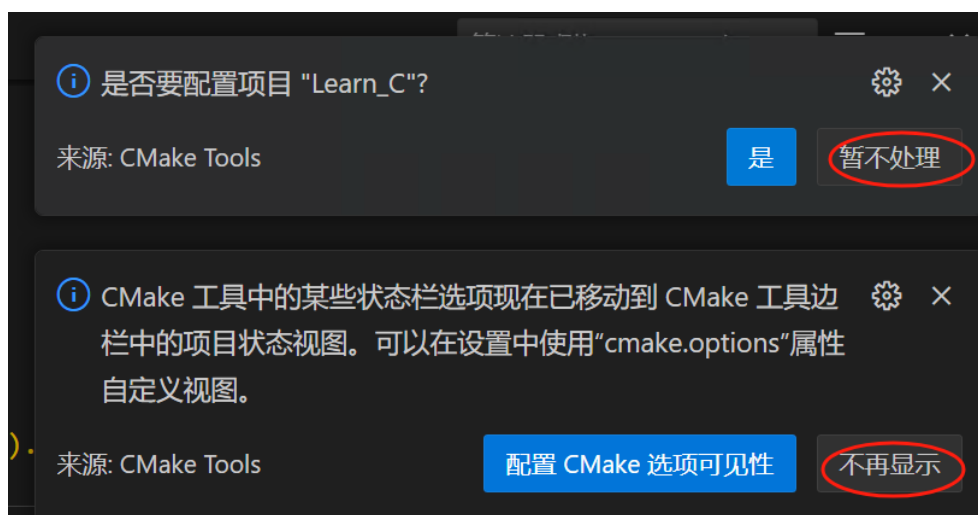 是否要配置项目 "Learn_C"?
来源: CMake Tools
是
暂不处理
CMake 工具中的某些状态栏选项现在已移动到 CMake 工具边
栏中的项目状态视图。可以在设置中使用“cmake.options”属性
自定义视图。
).
来源: CMake Tools
配置 CMake 选项可见性
不再显示